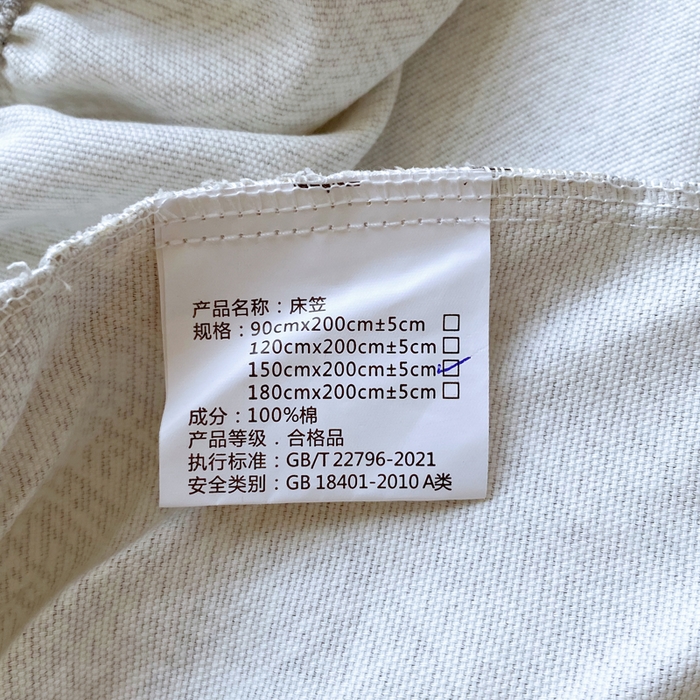 产品名称：床笠
规格：90cmx200cm±5cm □
120cmx200cm±5cm □
150cmx200cm±5cm ☑
180cmx200cm±5cm □
成分：100%棉
产品等级．合格品
执行标准：GB/T 22796-2021
安全类别：GB 18401-2010 A类